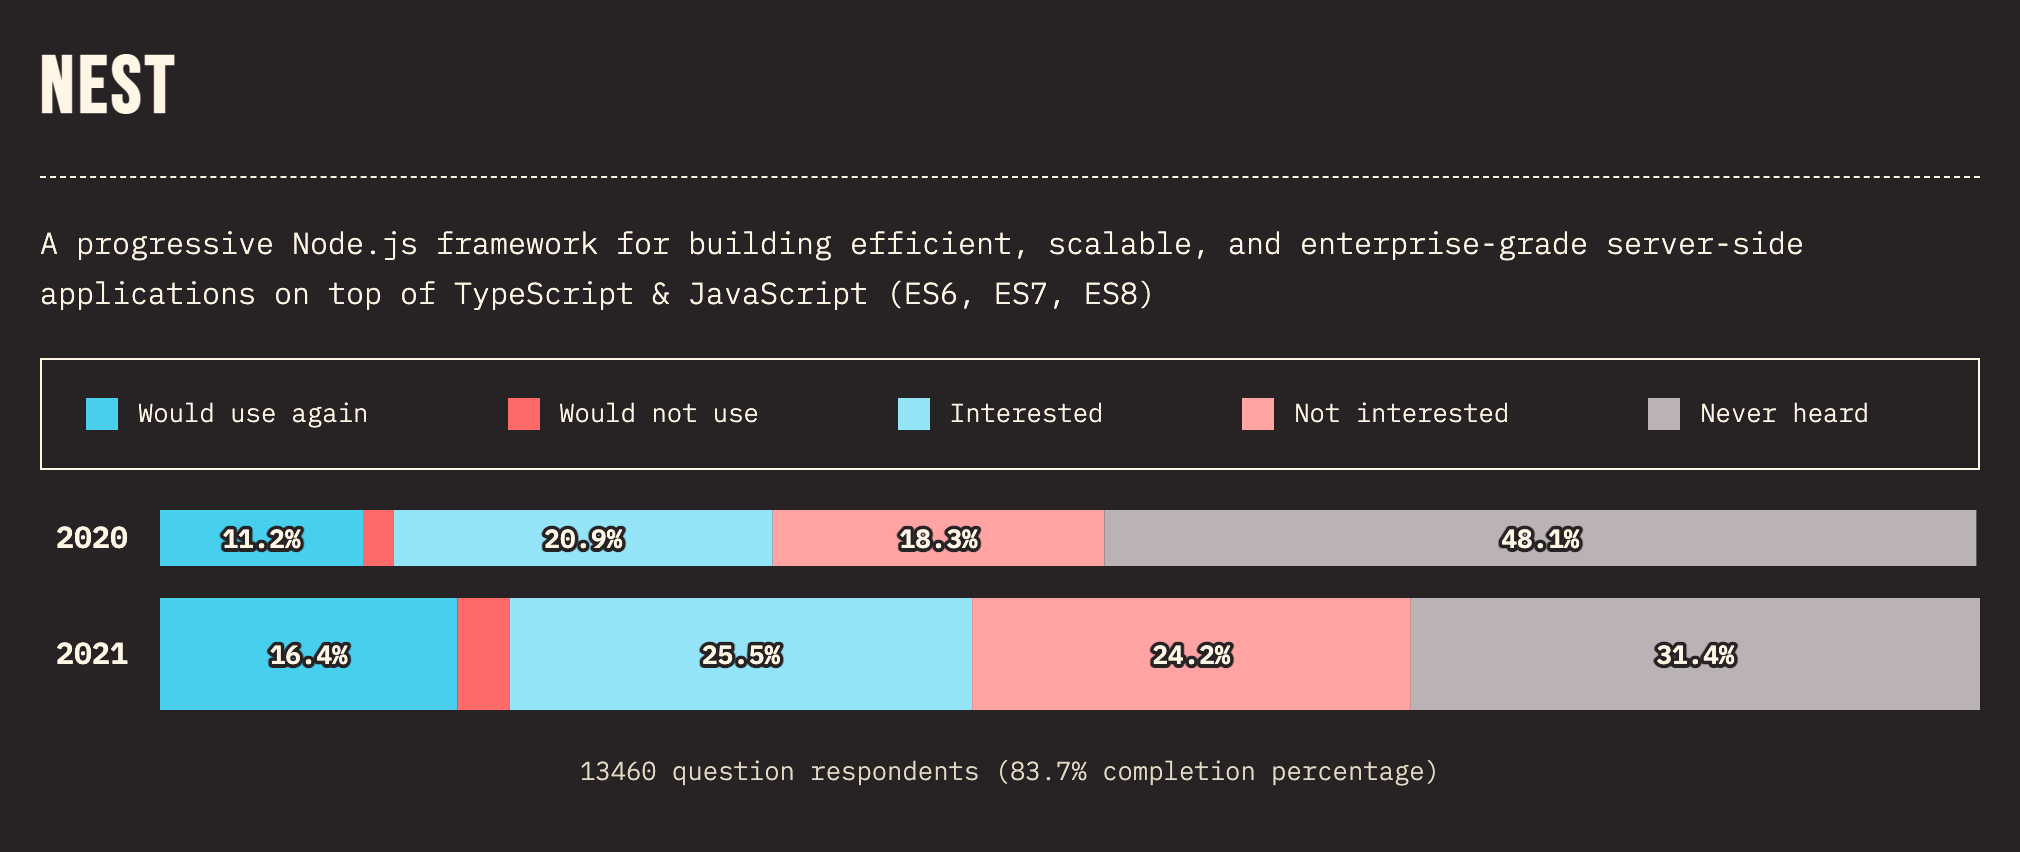 NEST
A progressive Node.js framework for building efficient, scalable, and enterprise-grade server-side
applications on top of TypeScript & JavaScript (ES6, ES7, ES8)
Would use again Would not use Interested Not interested Never heard
2020 11.2% 20.9% 18.3% 48.1%
2021 16.4% 25.5% 24.2% 31.4%
13460 question respondents (83.7% completion percentage)